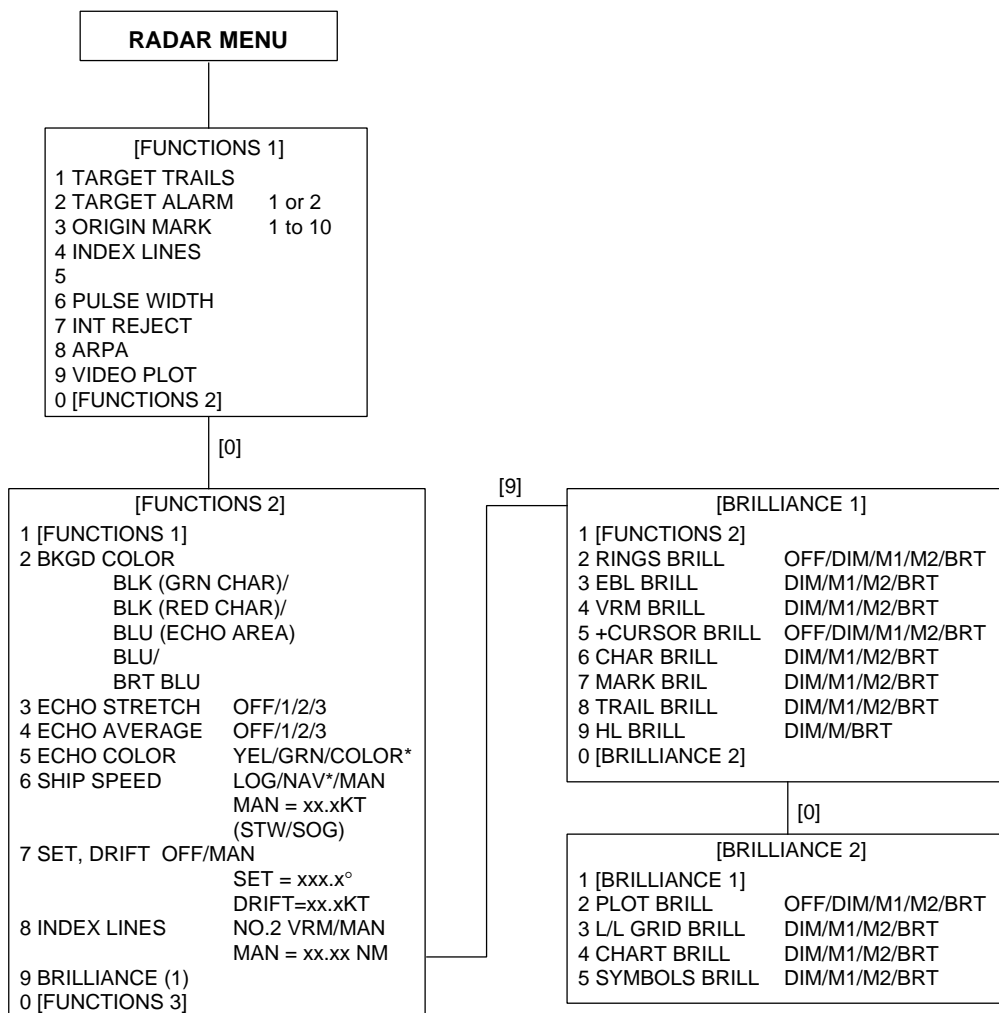 RADAR MENU
[FUNCTIONS 1]
1 TARGET TRAILS
2 TARGET ALARM 1 or 2
3 ORIGIN MARK 1 to 10
4 INDEX LINES
5
6 PULSE WIDTH
7 INT REJECT
8 ARPA
9 VIDEO PLOT
0 [FUNCTIONS 2]
[0]
[FUNCTIONS 2]
1 [FUNCTIONS 1]
2 BKGD COLOR
BLK (GRN CHAR)/
BLK (RED CHAR)/
BLU (ECHO AREA)
BLU/
BRT BLU
3 ECHO STRETCH OFF/1/2/3
4 ECHO AVERAGE OFF/1/2/3
5 ECHO COLOR YEL/GRN/COLOR*
6 SHIP SPEED LOG/NAV*/MAN
MAN = xx.xKT
(STW/SOG)
7 SET, DRIFT OFF/MAN
SET = xxx.x°
DRIFT=xx.xKT
8 INDEX LINES NO.2 VRM/MAN
MAN = xx.xx NM
9 BRILLIANCE (1)
0 [FUNCTIONS 3]
[9]
[BRILLIANCE 1]
1 [FUNCTIONS 2]
2 RINGS BRILL OFF/DIM/M1/M2/BRT
3 EBL BRILL DIM/M1/M2/BRT
4 VRM BRILL DIM/M1/M2/BRT
5 +CURSOR BRILL OFF/DIM/M1/M2/BRT
6 CHAR BRILL DIM/M1/M2/BRT
7 MARK BRIL DIM/M1/M2/BRT
8 TRAIL BRILL DIM/M1/M2/BRT
9 HL BRILL DIM/M/BRT
0 [BRILLIANCE 2]
[0]
[BRILLIANCE 2]
1 [BRILLIANCE 1]
2 PLOT BRILL OFF/DIM/M1/M2/BRT
3 L/L GRID BRILL DIM/M1/M2/BRT
4 CHART BRILL DIM/M1/M2/BRT
5 SYMBOLS BRILL DIM/M1/M2/BRT